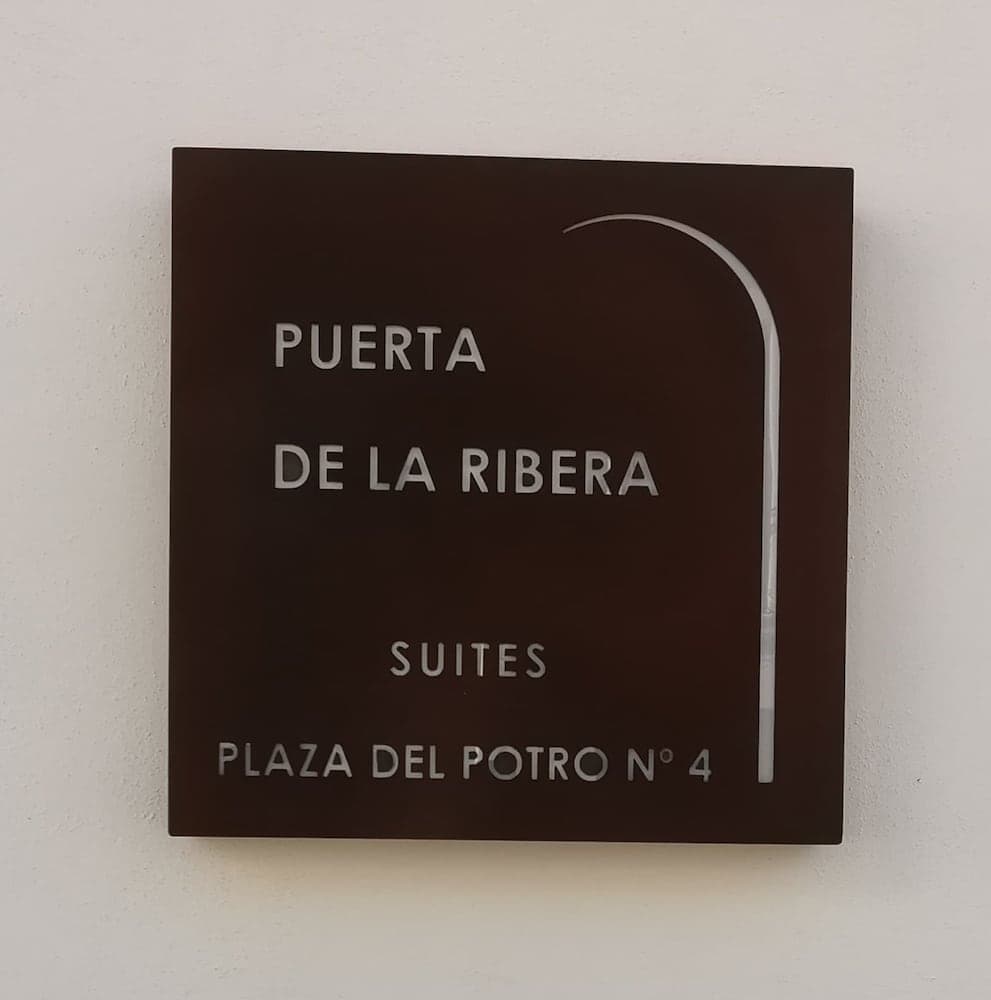 PUERTA
DE LA RIBERA
SUITES
PLAZA DEL POTRO Nº 4